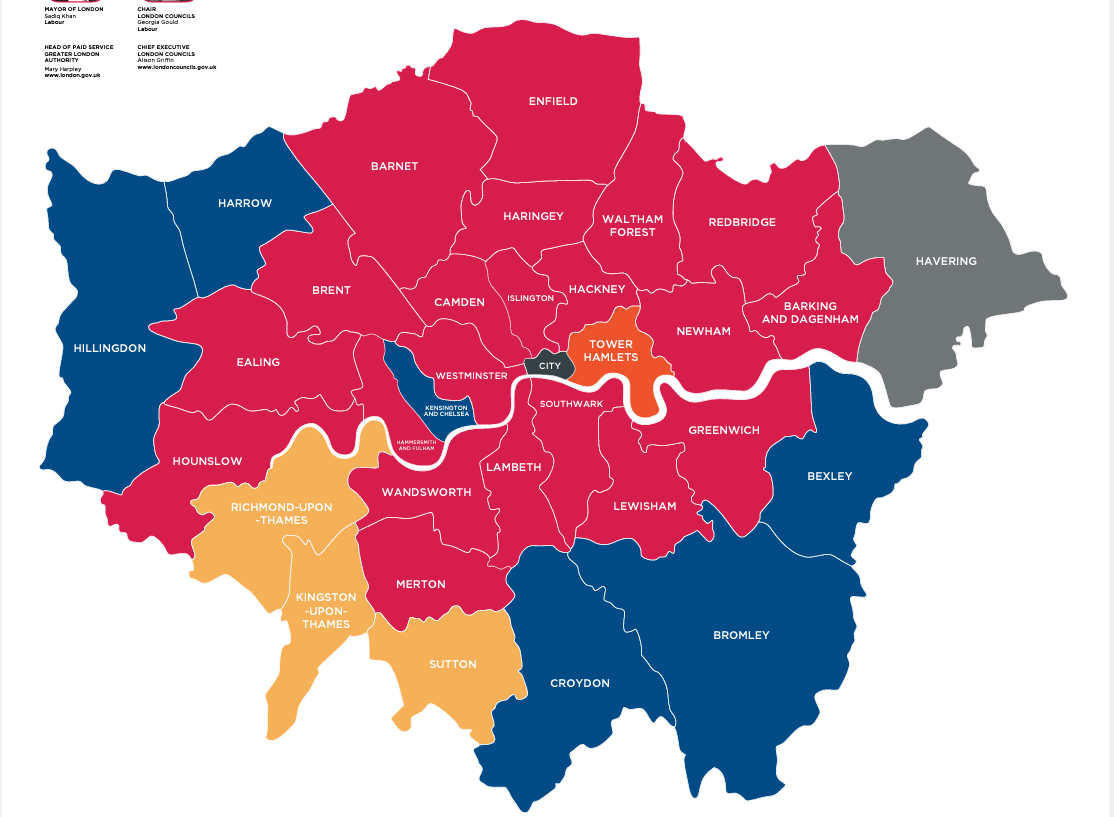 MAYOR OF LONDON
Sadiq Khan
Labour
CHAIR
LONDON COUNCILS
Georgia Gould
Labour
HEAD OF PAID SERVICE
GREATER LONDON
AUTHORITY
Mary Harpley
www.london.gov.uk
CHIEF EXECUTIVE
LONDON COUNCILS
Alison Griffin
www.londoncouncils.gov.uk
ENFIELD
BARNET
HARROW
HARINGEY
WALTHAM
FOREST
REDBRIDGE
HAVERING
BRENT
CAMDEN
ISLINGTON
HACKNEY
BARKING
AND DAGENHAM
NEWHAM
HILLINGDON
EALING
TOWER
HAMLETS
CITY
WESTMINSTER
KENSINGTON
AND CHELSEA
SOUTHWARK
GREENWICH
HAMMERSMITH
AND FULHAM
HOUNSLOW
LAMBETH
BEXLEY
WANDSWORTH
RICHMOND-UPON
-THAMES
LEWISHAM
MERTON
KINGSTON
-UPON-
THAMES
BROMLEY
SUTTON
CROYDON